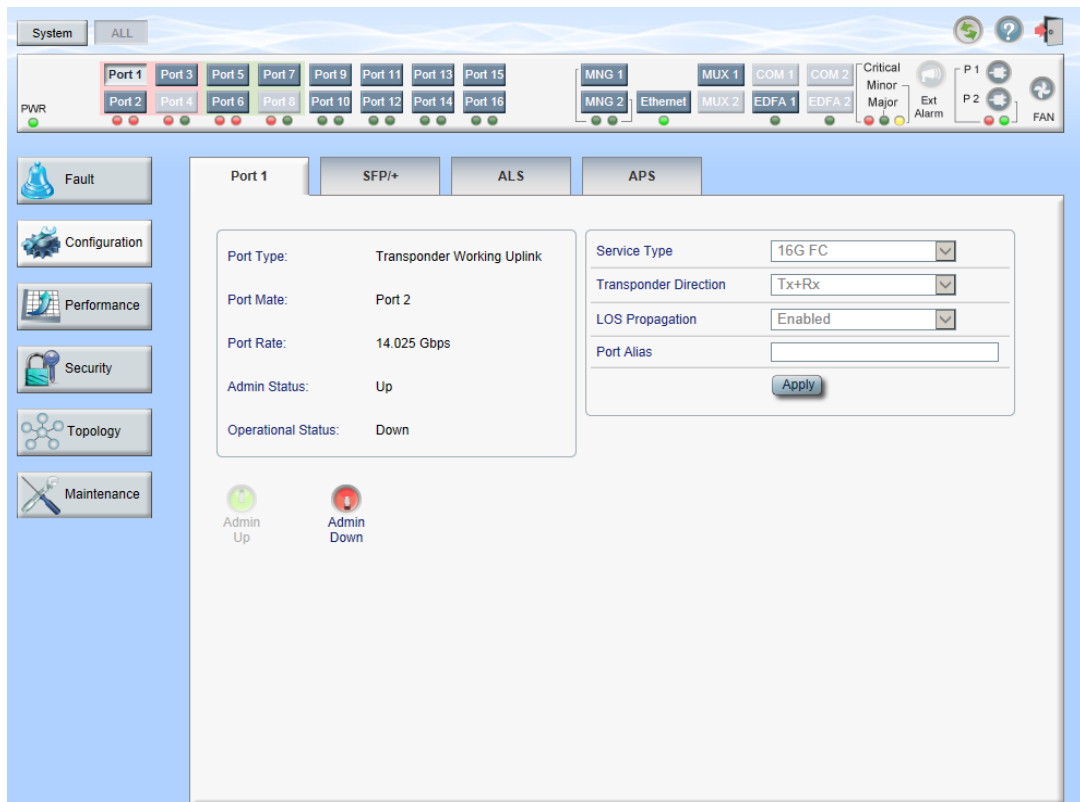 System ALL
Port 1 Port 3 Port 5 Port 7 Port 9 Port 11 Port 13 Port 15 MNG 1 MUX 1 COM 1 COM 2 Critical P 1
Minor
Port 2 Port 4 Port 6 Port 8 Port 10 Port 12 Port 14 Port 16 MNG 2 Ethernet MUX 2 EDFA 1 EDFA 2 Major Ext P 2
PWR Alarm FAN
Fault
Configuration
Performance
Security
Topology
Maintenance
Port 1 SFP/+ ALS APS
Port Type: Transponder Working Uplink
Port Mate: Port 2
Port Rate: 14.025 Gbps
Admin Status: Up
Operational Status: Down
Service Type 16G FC
Transponder Direction Tx+Rx
LOS Propagation Enabled
Port Alias
Apply
Admin Admin
Up Down